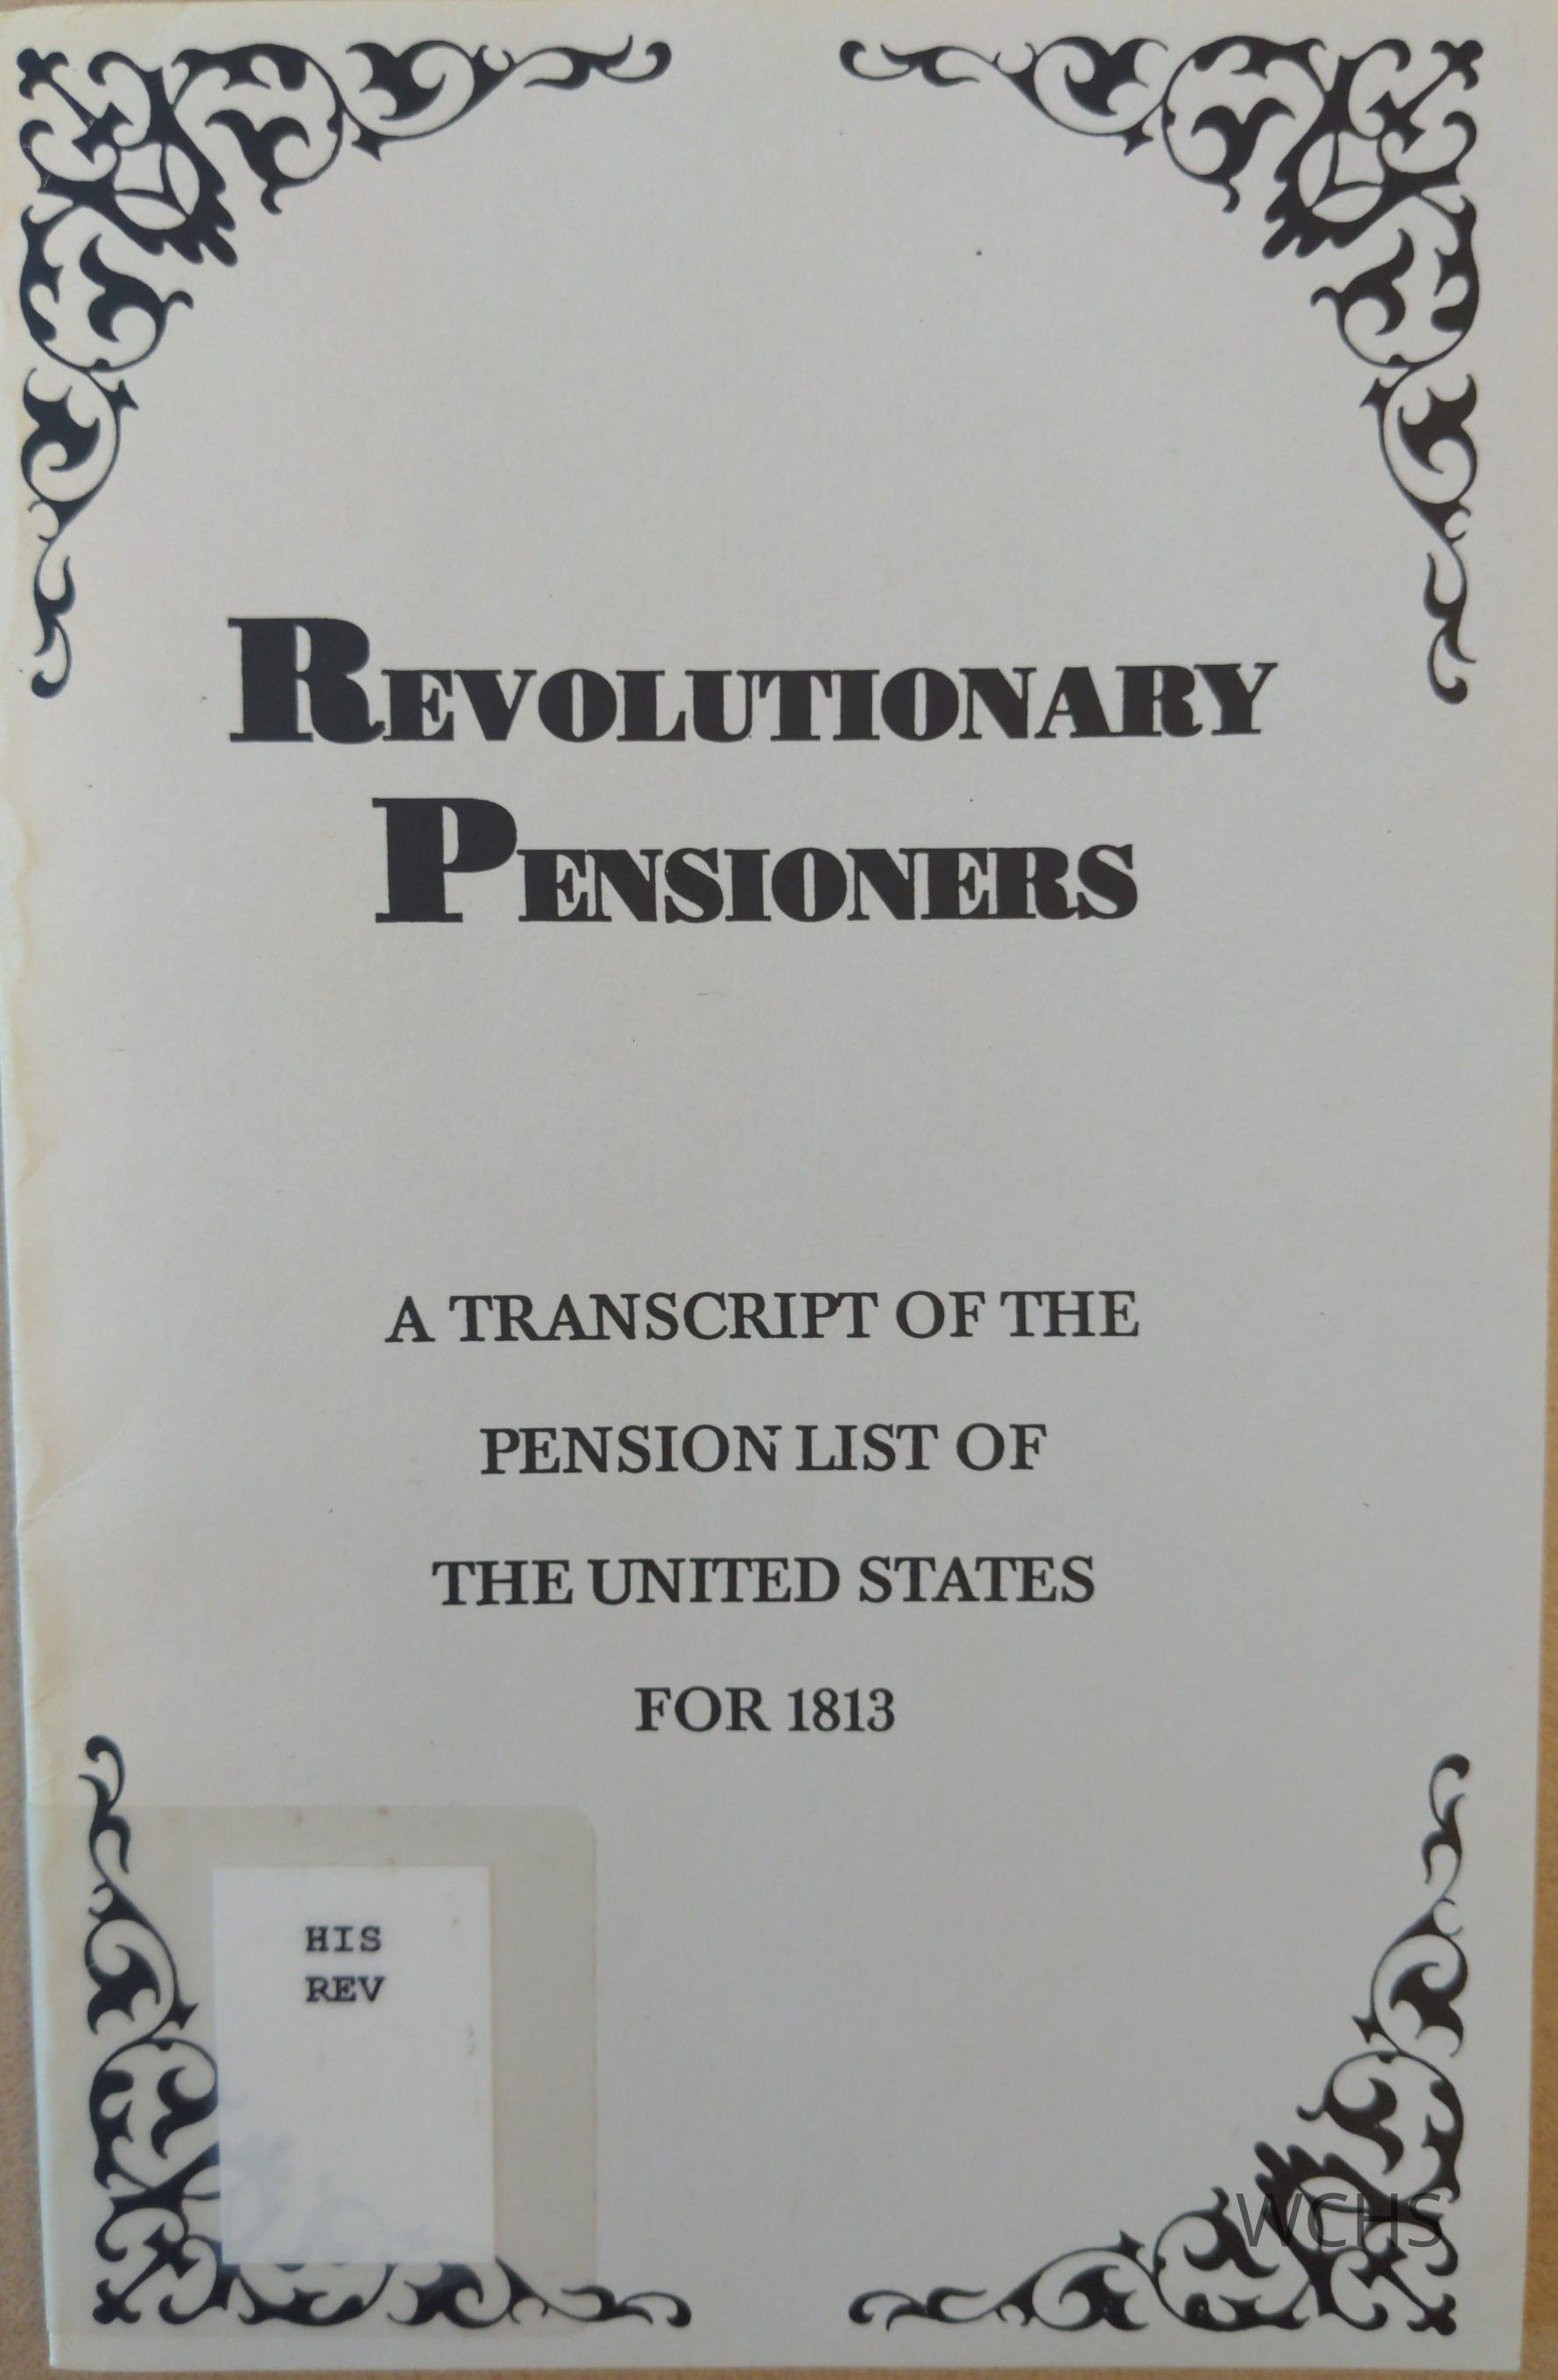 REVOLUTIONARY
PENSIONERS
A TRANSCRIPT OF THE
PENSION LIST OF
THE UNITED STATES
FOR 1813
HIS
REV
WCHS